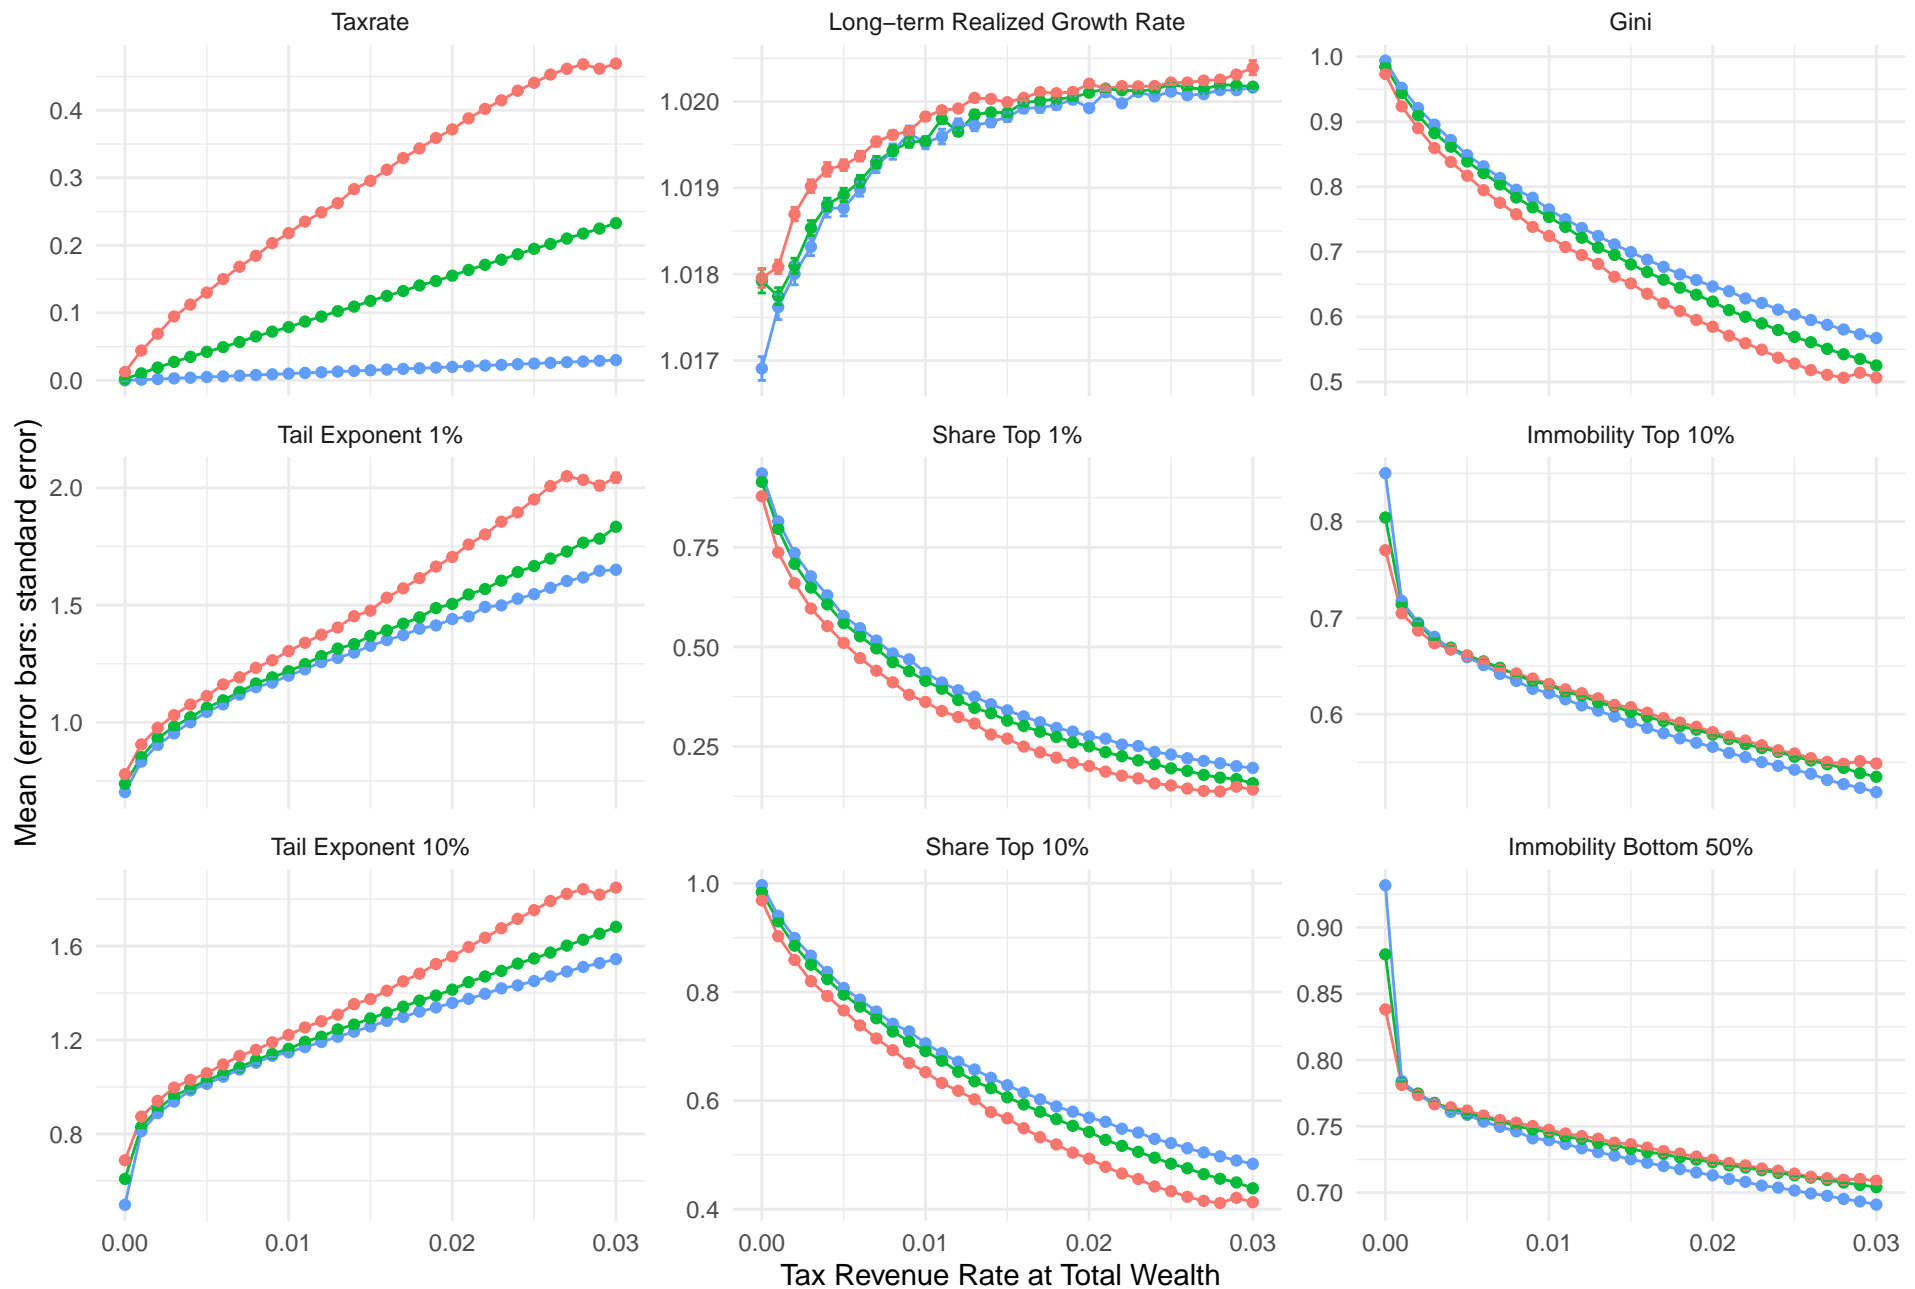 Taxrate
Long−term Realized Growth Rate
Gini
0.4
0.3
0.2
0.1
0.0
1.020
1.019
1.018
1.017
1.0
0.9
0.8
0.7
0.6
0.5
Mean (error bars: standard error)
Tail Exponent 1%
Share Top 1%
Immobility Top 10%
2.0
1.5
1.0
0.75
0.50
0.25
0.8
0.7
0.6
Tail Exponent 10%
Share Top 10%
Immobility Bottom 50%
1.6
1.2
0.8
1.0
0.8
0.6
0.4
0.90
0.85
0.80
0.75
0.70
0.00 0.01 0.02 0.03
0.00 0.01 0.02 0.03
0.00 0.01 0.02 0.03
Tax Revenue Rate at Total Wealth